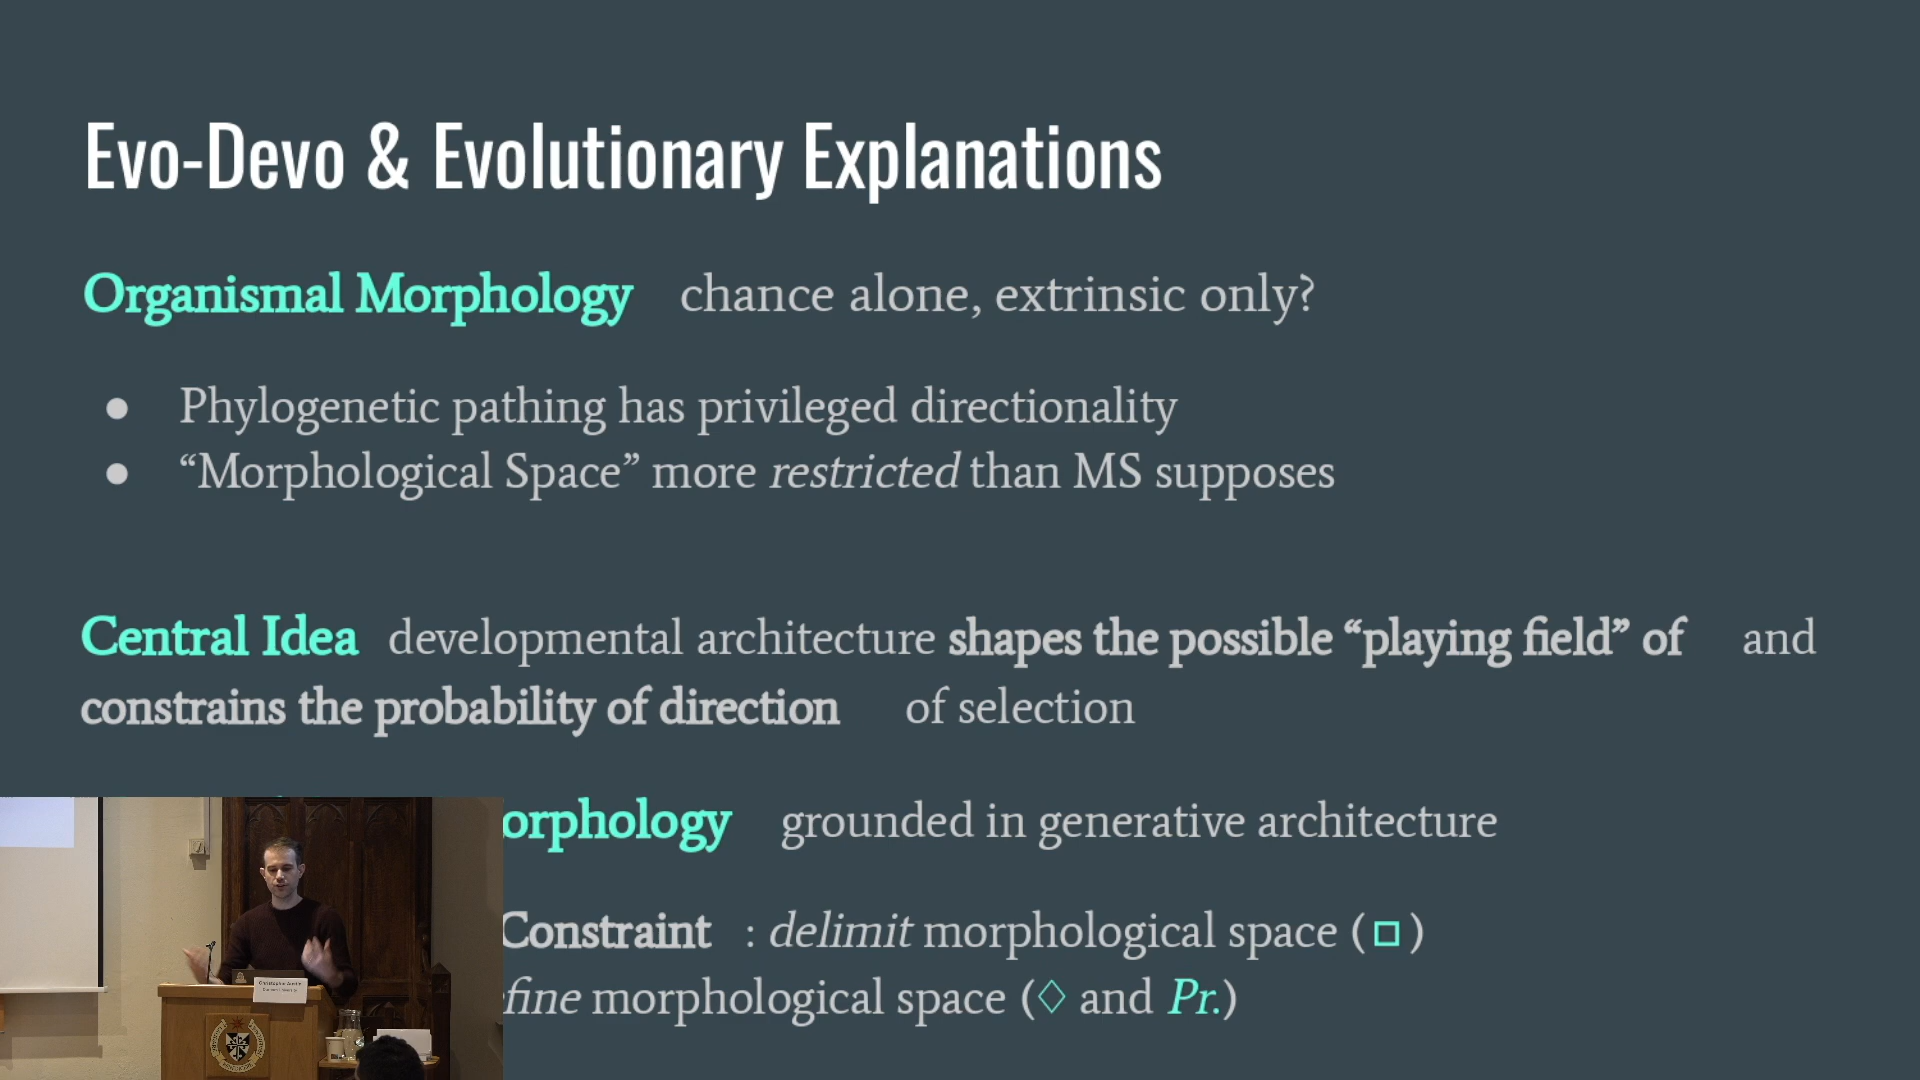 Evo-Devo & Evolutionary Explanations
Organismal Morphology chance alone, extrinsic only?
● Phylogenetic pathing has privileged directionality
● “Morphological Space” more restricted than MS supposes
Central Idea developmental architecture shapes the possible “playing field” of and
constrains the probability of direction of selection
orphology grounded in generative architecture
Constraint : delimit morphological space (□)
fine morphological space (◊ and Pr.)
Christopher Austin